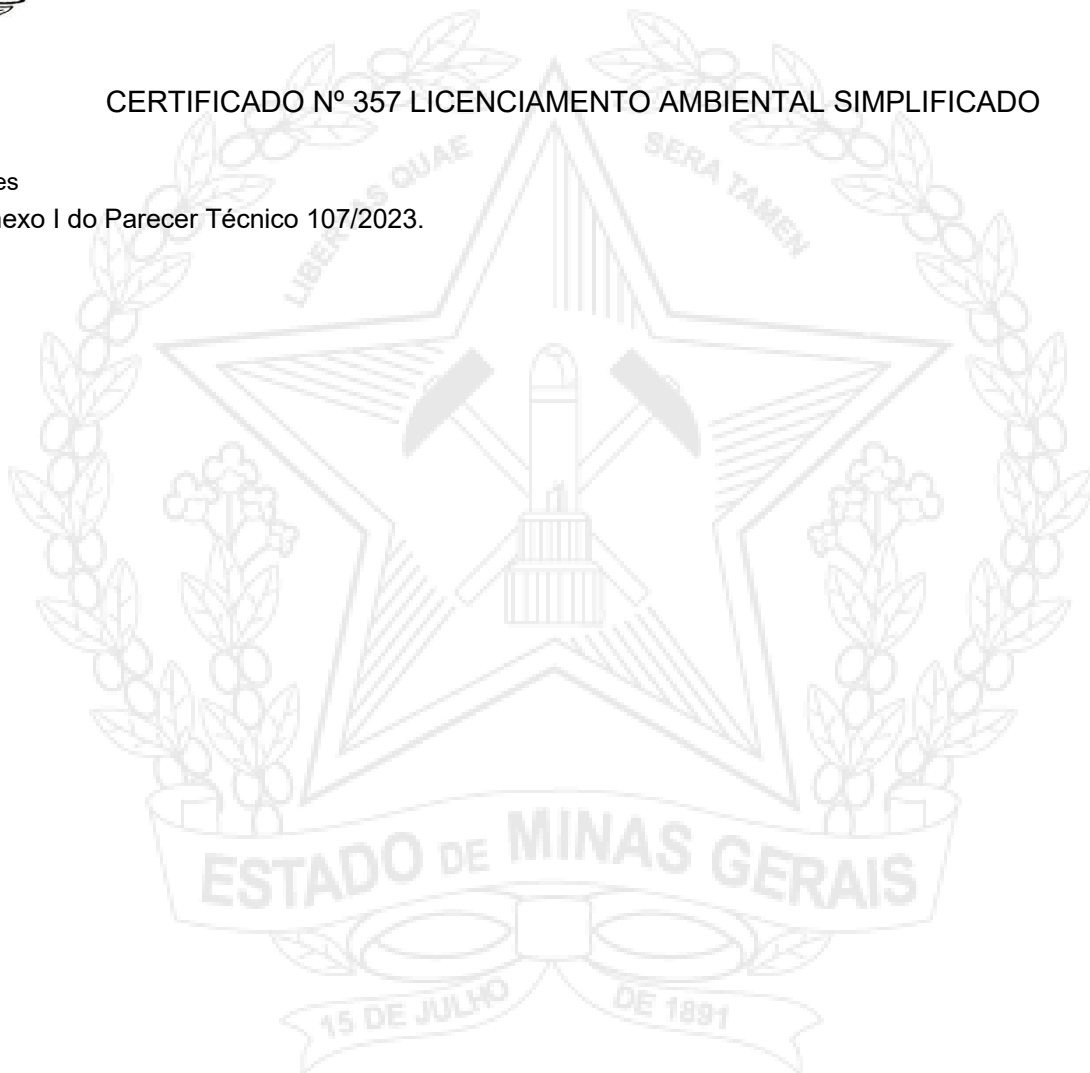 CERTIFICADO Nº 357 LICENCIAMENTO AMBIENTAL SIMPLIFICADO
es
exo I do Parecer Técnico 107/2023.
LIBERTAS QUAE SERA TAMEN
ESTADO DE MINAS GERAIS
15 DE JULHO DE 1891